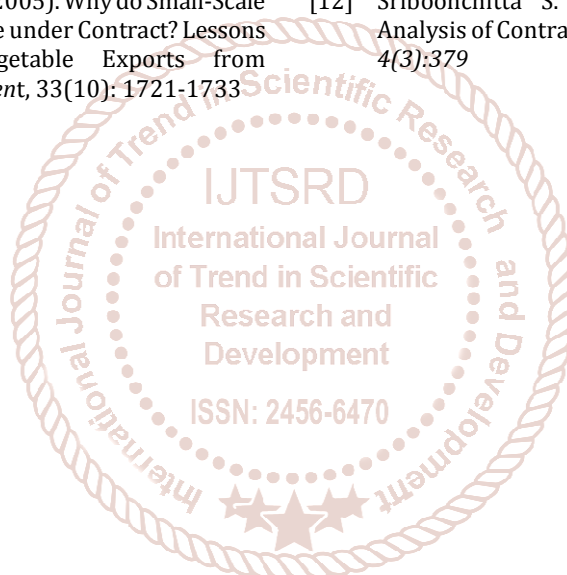 2005). Why do Small-Scale
e under Contract? Lessons
getable Exports from
ent, 33(10): 1721-1733
[12] Sriboonchitta S.
Analysis of Contra
4(3):379
International Journal of Trend in Scientific Research and Development
IJTSRD
International Journal
of Trend in Scientific
Research and
Development
ISSN: 2456-6470